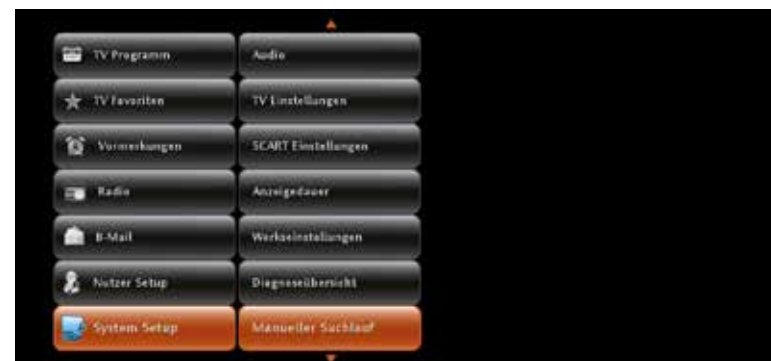 TV Programm
TV Favoriten
Vormerkungen
Radio
B-Mail
Nutzer Setup
System Setup
Audio
TV Einstellungen
SCART Einstellungen
Anzeigedauer
Werkseinstellungen
Diagnoseübersicht
Manueller Suchlauf